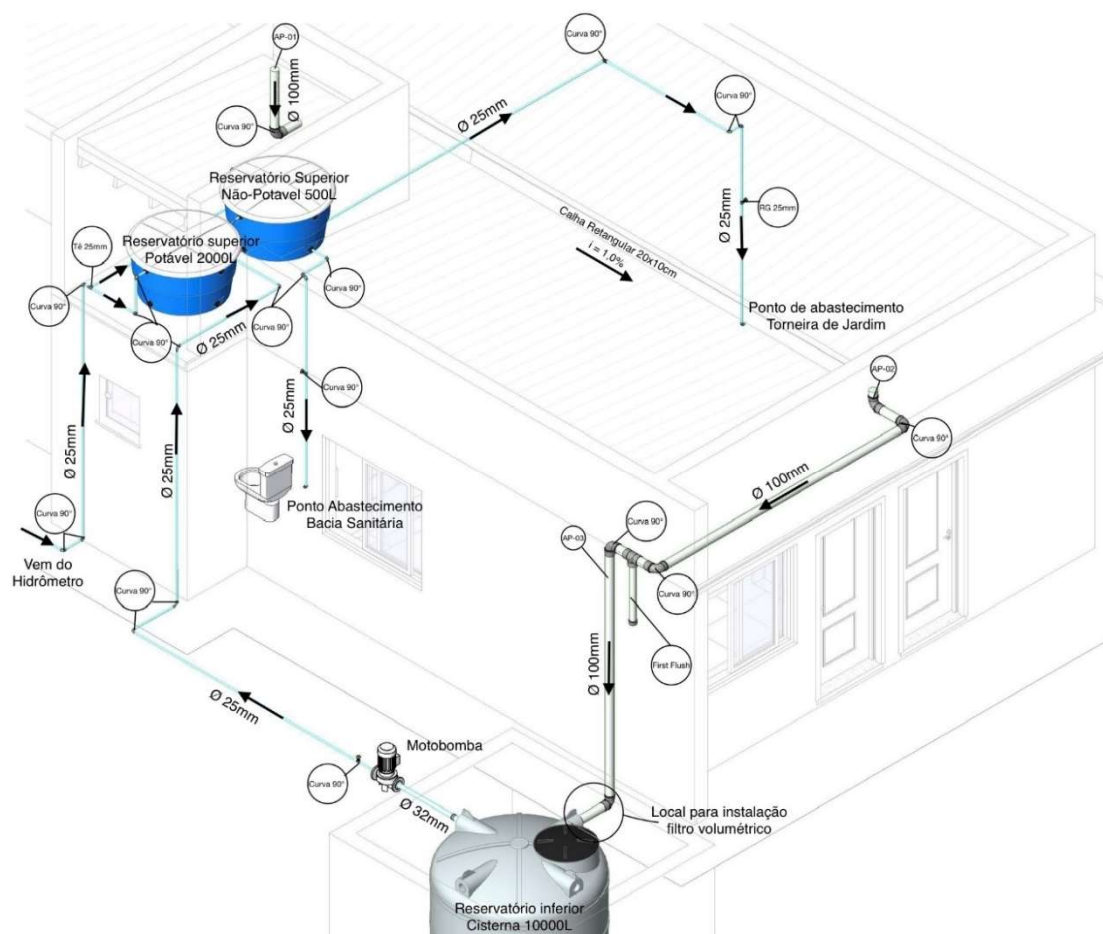 AP-01
Ø 100mm
Curva 90°
Curva 90°
Curva 90°
Ø 25mm
Reservatório Superior
Não-Potavel 500L
RG 25mm
Ø 25mm
Calha Retangular 20x10cm
i = 1,0%
Reservatório superior
Potável 2000L
Tê 25mm
Curva 90°
Curva 90°
Curva 90°
Curva 90°
Ø 25mm
Ponto de abastecimento
Torneira de Jardim
AP-02
Curva 90°
Curva 90°
Ø 25mm
Ø 25mm
Ø 25mm
Ø 100mm
Ponto Abastecimento
Bacia Sanitária
Curva 90°
Vem do
Hidrômetro
AP-03
Curva 90°
Curva 90°
Curva 90°
First Flush
Ø 100mm
Ø 25mm
Motobomba
Curva 90°
Ø 32mm
Local para instalação
filtro volumétrico
Reservatório inferior
Cisterna 10000L